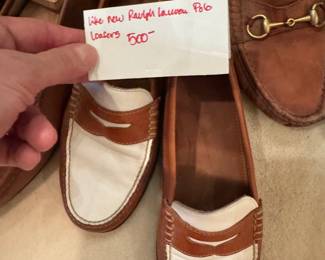 Like new Ralph Lauren Polo
Loafers 500-